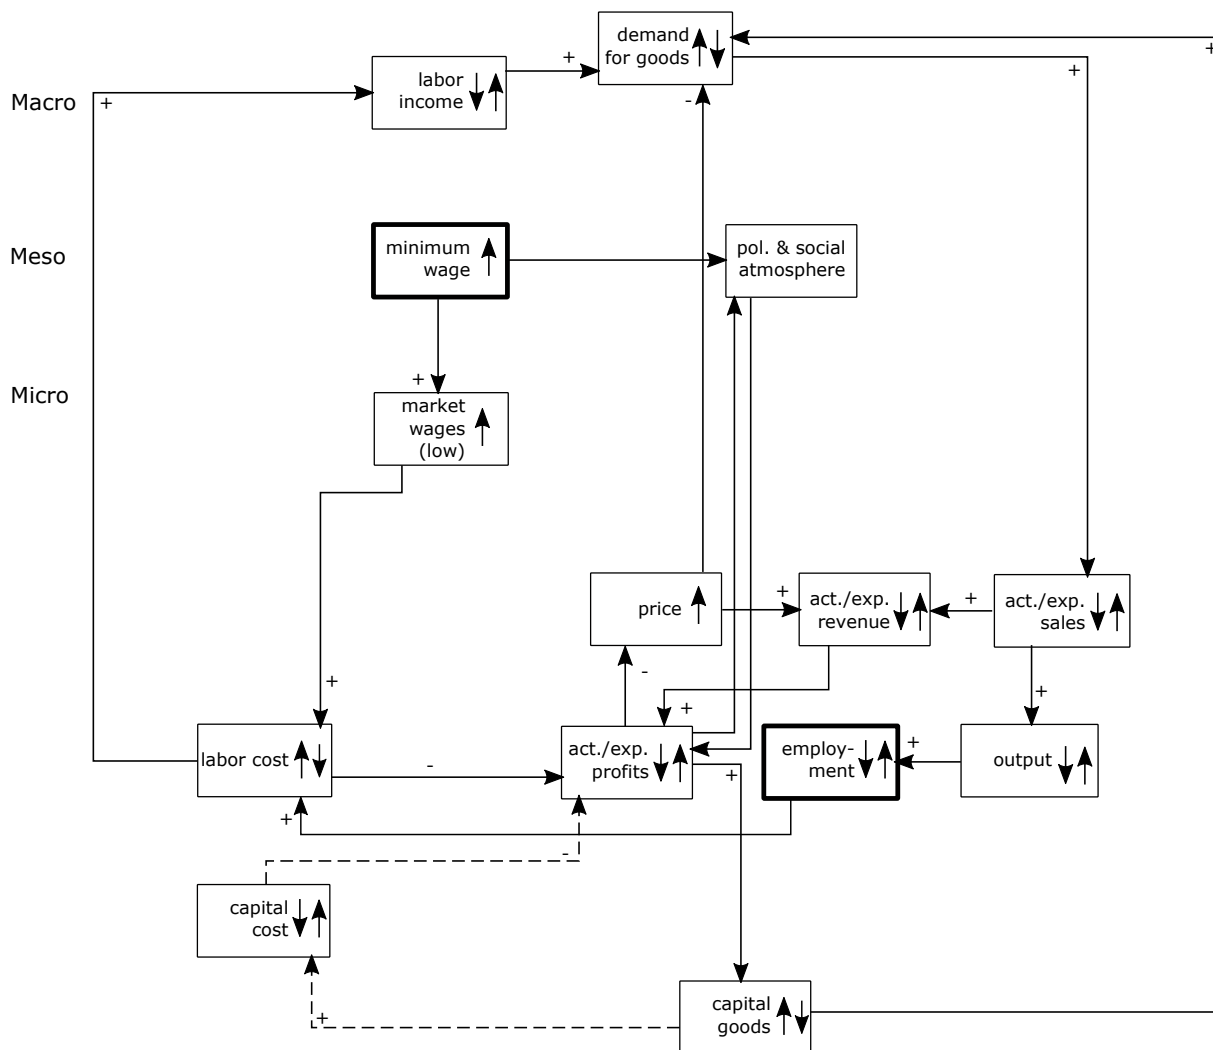 demand
for goods
+
+
+
labor
income
-
Macro
+
minimum
wage
Meso
pol. & social
atmosphere
Micro
+
market
wages
(low)
price
+
act./exp.
revenue
+
act./exp.
sales
-
+
+
+
labor cost
-
act./exp.
profits
+
employ-
ment
+
output
+
-
capital
cost
+
capital
goods